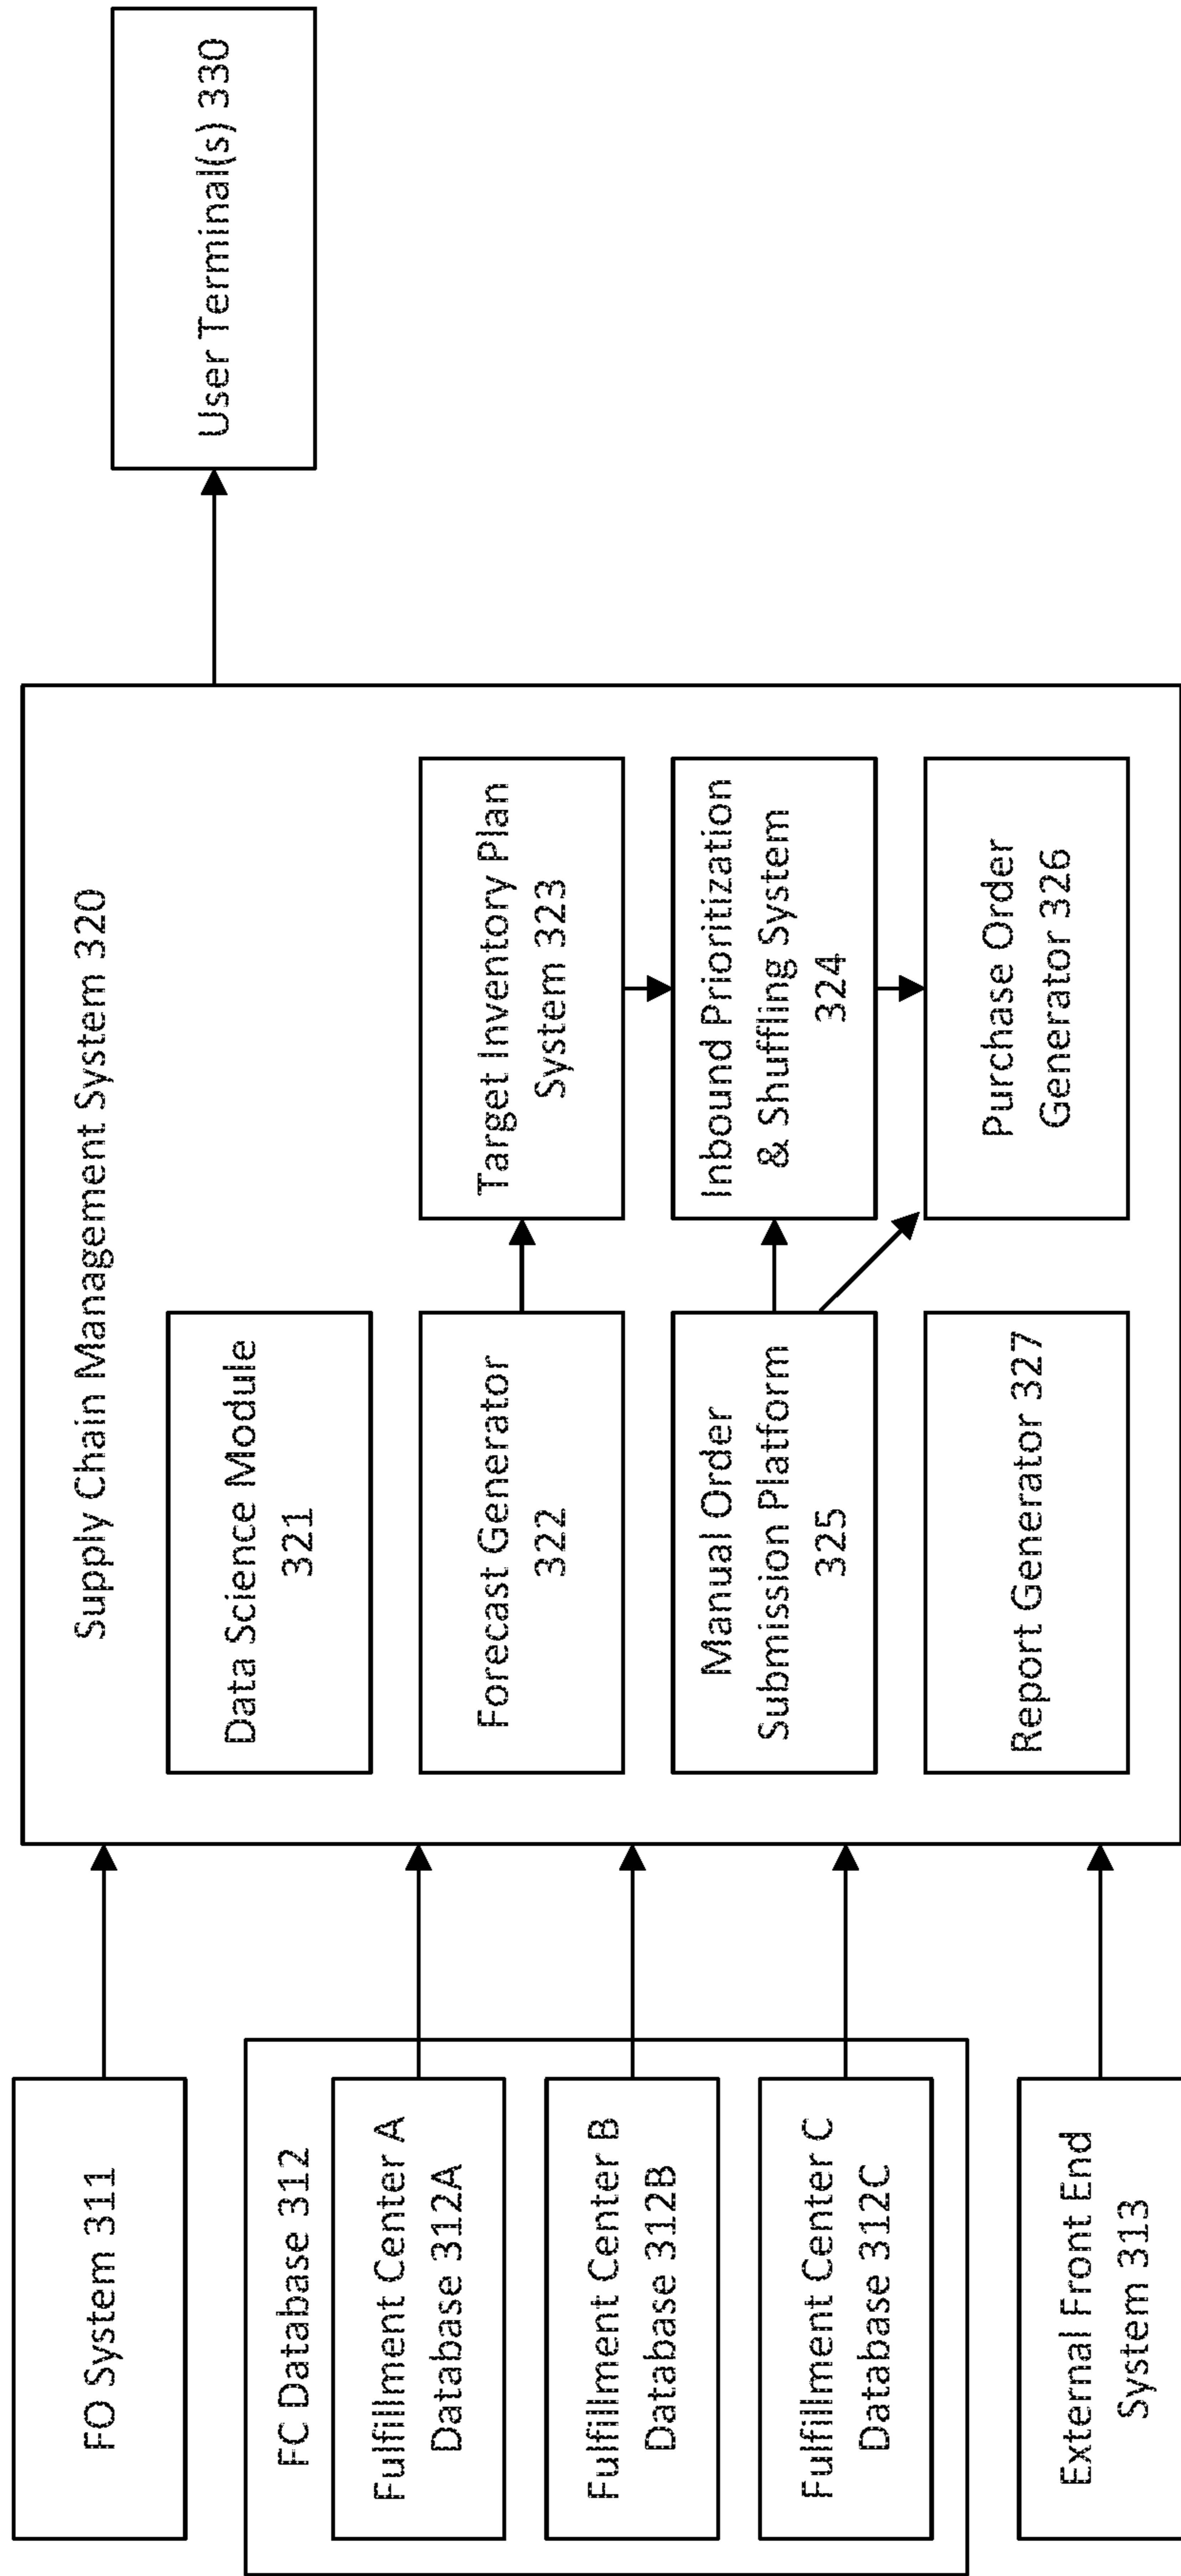 FO System 311
FC Database 312
Fulfillment Center A
Database 312A
Fulfillment Center B
Database 312B
Fulfillment Center C
Database 312C
External Front End
System 313
Supply Chain Management System 320
Data Science Module
321
Forecast Generator
322
Target Inventory Plan
System 323
Manual Order
Submission Platform
325
Inbound Prioritization
& Shuffling System
324
Report Generator 327
Purchase Order
Generator 326
User Terminal(s) 330